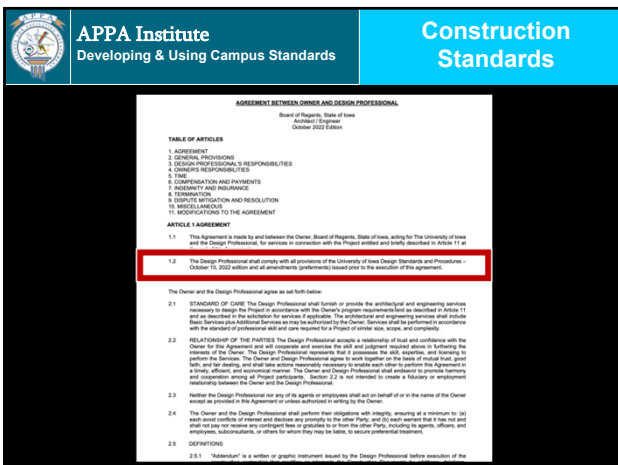 APPA Institute
Developing & Using Campus Standards
Construction
Standards
AGREEMENT BETWEEN OWNER AND DESIGN PROFESSIONAL
Board of Regents, State of Iowa
Architect / Engineer
October 2022 Edition
TABLE OF ARTICLES
1. AGREEMENT
2. GENERAL PROVISIONS
3. DESIGN PROFESSIONAL'S RESPONSIBILITIES
4. OWNER'S RESPONSIBILITIES
5. TIME
6. COMPENSATION AND PAYMENTS
7. INDEMNITY AND INSURANCE
8. TERMINATION
9. DISPUTE MITIGATION AND RESOLUTION
10. MISCELLANEOUS
11. MODIFICATIONS TO THE AGREEMENT
ARTICLE 1 AGREEMENT
1.1 This Agreement is made by and between the Owner, Board of Regents, State of Iowa, acting for The University of Iowa
and the Design Professional, for services in connection with the Project entitled and briefly described in Article 11 at
1.2 The Design Professional shall comply with all provisions of the University of Iowa Design Standards and Procedures –
October 10, 2022 edition and all amendments (preferments) issued prior to the execution of this agreement.
The Owner and the Design Professional agree as set forth below:
2.1 STANDARD OF CARE The Design Professional shall furnish or provide the architectural and engineering services
necessary to design the Project in accordance with the Owner's program requirements and as described in Article 11
and as described in the solicitation for services if applicable. The architectural and engineering services shall include
Basic Services plus Additional Services as may be authorized by the Owner. Services shall be performed in accordance
with the standard of professional skill and care required for a Project of similar size, scope, and complexity.
2.2 RELATIONSHIP OF THE PARTIES The Design Professional accepts a relationship of trust and confidence with the
Owner for this Agreement and will cooperate and exercise the skill and judgment required above in furthering the
interests of the Owner. The Design Professional represents that it possesses the skill, expertise, and licensing to
perform the Services. The Owner and Design Professional agree to work together on the basis of mutual trust, good
faith, and fair dealing, and shall take actions reasonably necessary to enable each other to perform this Agreement in
a timely, efficient, and economical manner. The Owner and Design Professional shall endeavor to promote harmony
and cooperation among all Project participants. Section 2.2 is not intended to create a fiduciary or employment
relationship between the Owner and the Design Professional.
2.3 Neither the Design Professional nor any of its agents or employees shall act on behalf of or in the name of the Owner
except as provided in this Agreement or unless authorized in writing by the Owner.
2.4 The Owner and the Design Professional shall perform their obligations with integrity, ensuring at a minimum to: (a)
each avoid conflicts of interest and disclose any promptly to the other Party; and (b) each warrant that it has not and
shall not pay nor receive any contingent fees or gratuities to or from the other Party, including its agents, officers, and
employees, subconsultants, or others for whom they may be liable, to secure preferential treatment.
2.5 DEFINITIONS
2.5.1 "Addendum" is a written or graphic instrument issued by the Design Professional before execution of the